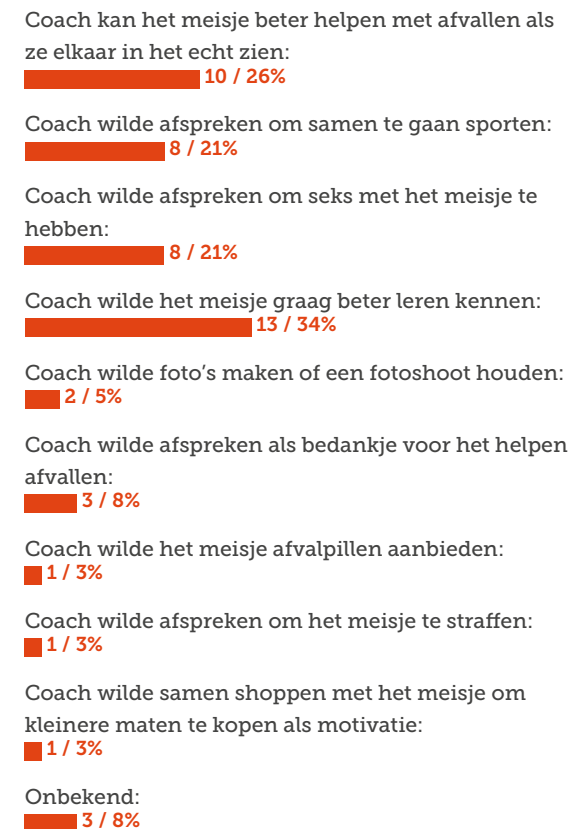 Coach kan het meisje beter helpen met afvallen als
ze elkaar in het echt zien:
10 / 26%
Coach wilde afspreken om samen te gaan sporten:
8 / 21%
Coach wilde afspreken om seks met het meisje te
hebben:
8 / 21%
Coach wilde het meisje graag beter leren kennen:
13 / 34%
Coach wilde foto’s maken of een fotoshoot houden:
2 / 5%
Coach wilde afspreken als bedankje voor het helpen
afvallen:
3 / 8%
Coach wilde het meisje afvalpillen aanbieden:
1 / 3%
Coach wilde afspreken om het meisje te straffen:
1 / 3%
Coach wilde samen shoppen met het meisje om
kleinere maten te kopen als motivatie:
1 / 3%
Onbekend:
3 / 8%